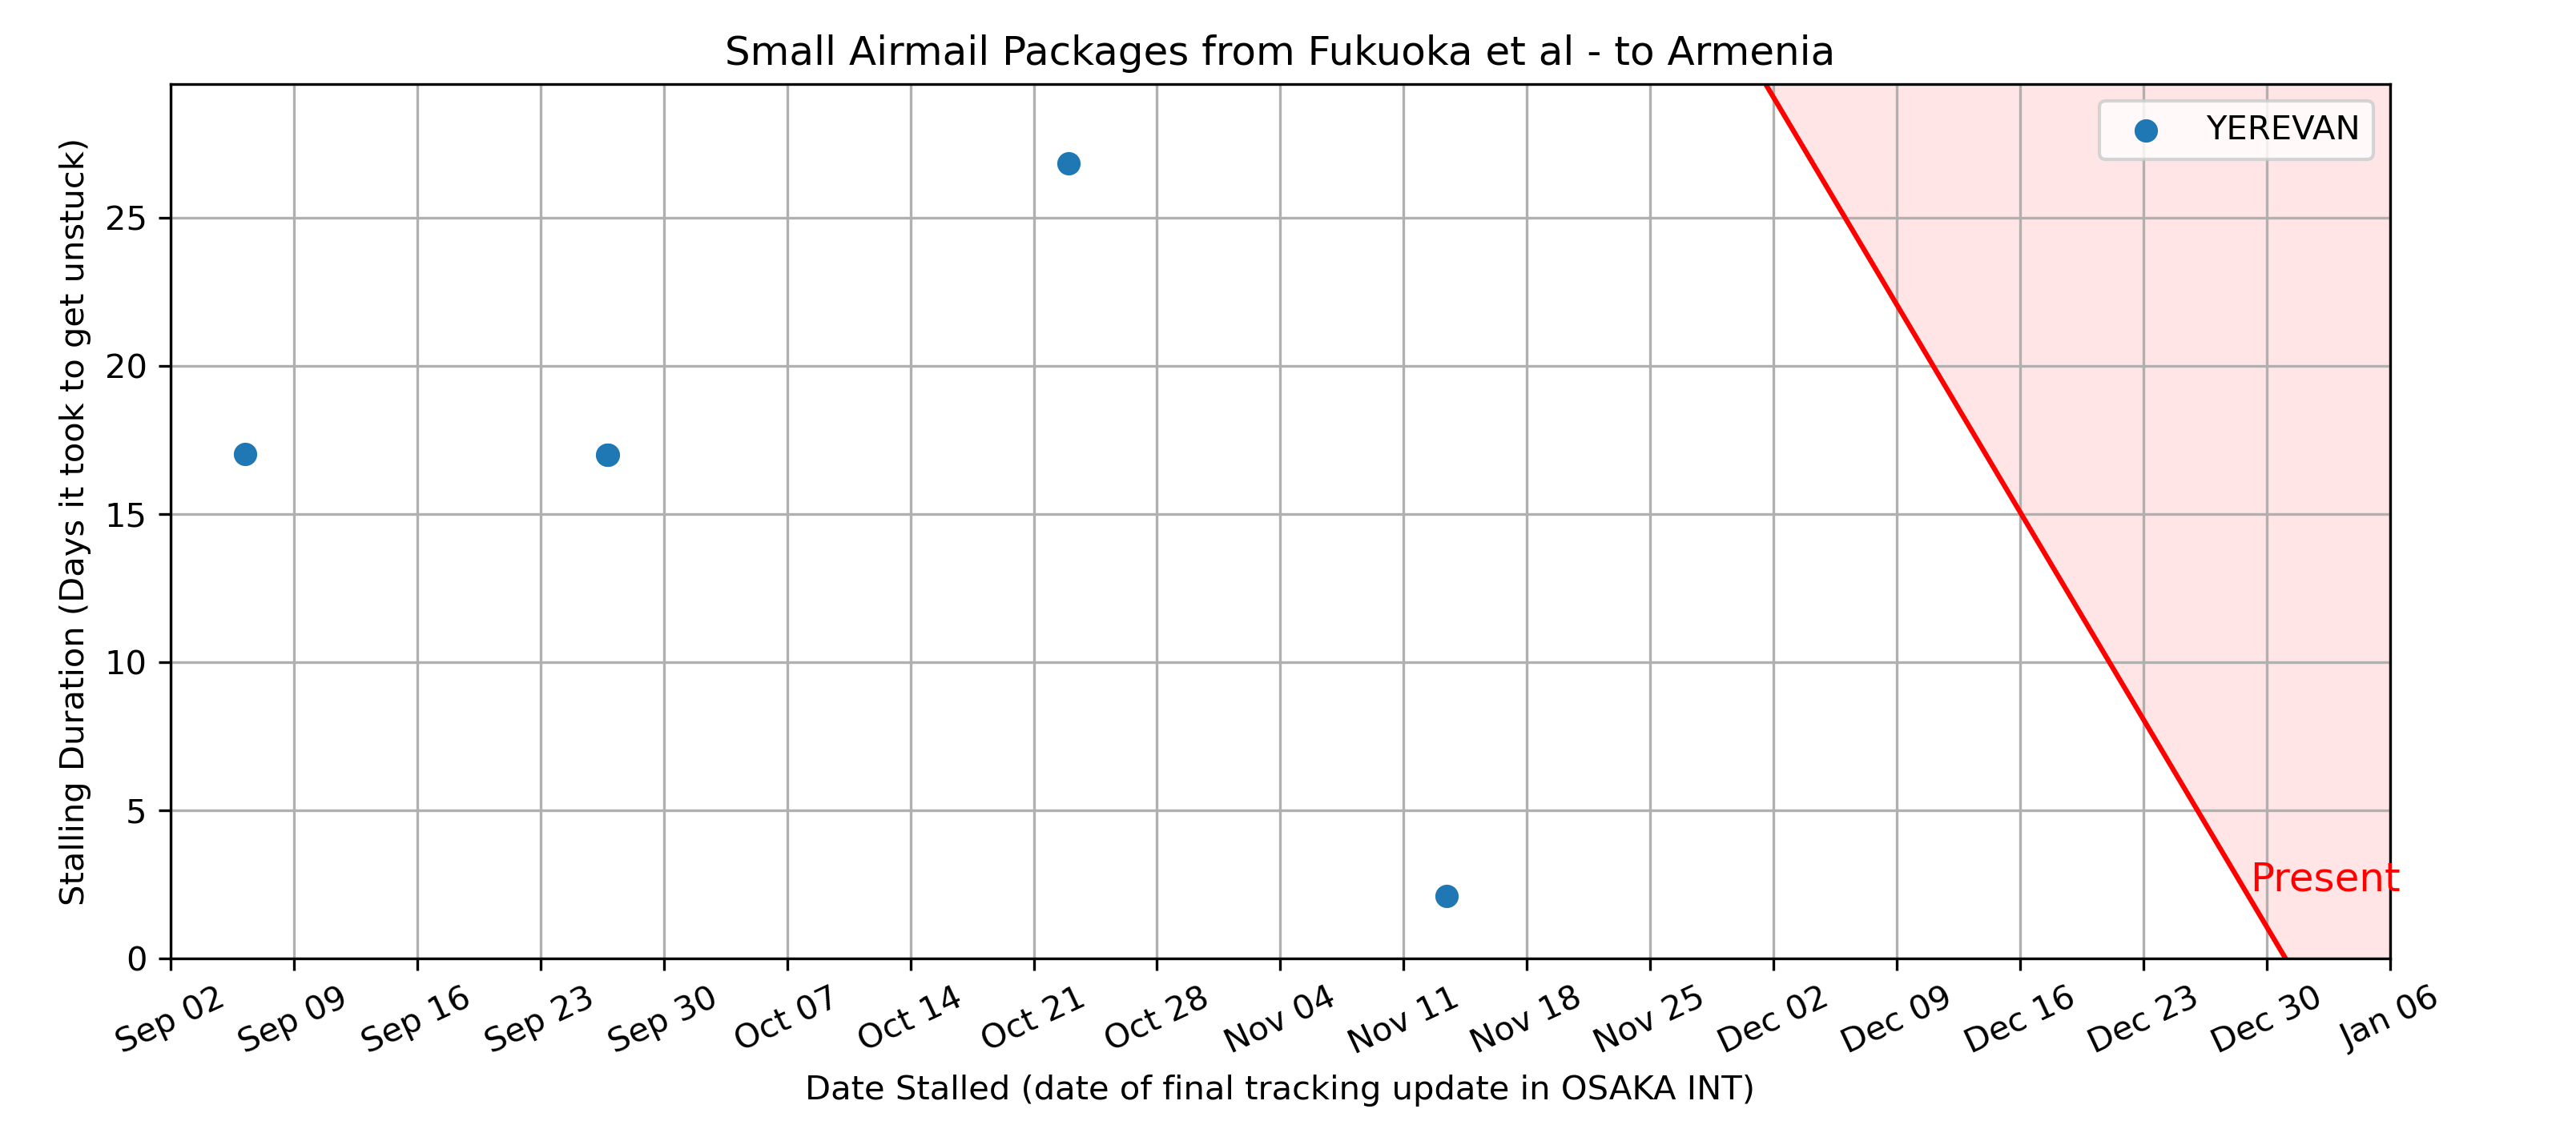 Small Airmail Packages from Fukuoka et al - to Armenia
YEREVAN
Stalling Duration (Days it took to get unstuck)
25
20
15
10
5
0
Present
Sep 02
Sep 09
Sep 16
Sep 23
Sep 30
Oct 07
Oct 14
Oct 21
Oct 28
Nov 04
Nov 11
Nov 18
Nov 25
Dec 02
Dec 09
Dec 16
Dec 23
Dec 30
Jan 06
Date Stalled (date of final tracking update in OSAKA INT)